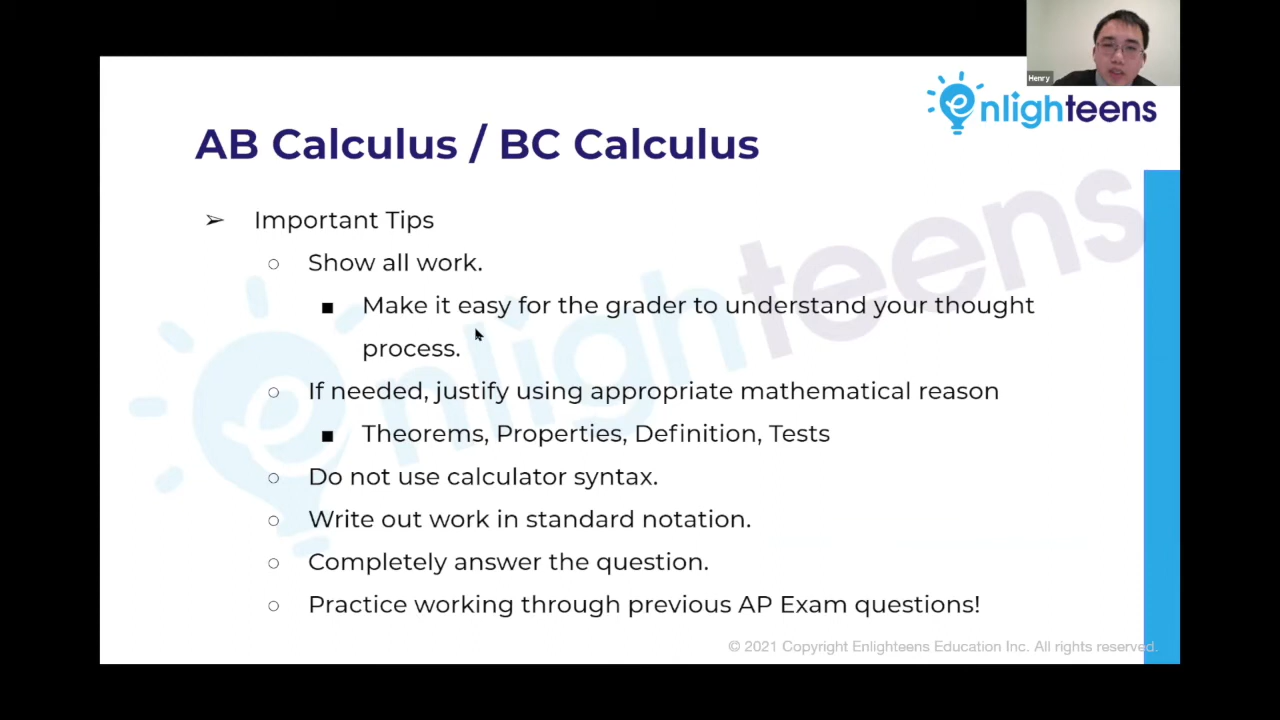 Henry
enlighteens
AB Calculus / BC Calculus
➢ Important Tips
○ Show all work.
■ Make it easy for the grader to understand your thought
process.
○ If needed, justify using appropriate mathematical reason
■ Theorems, Properties, Definition, Tests
○ Do not use calculator syntax.
○ Write out work in standard notation.
○ Completely answer the question.
○ Practice working through previous AP Exam questions!
enlighteens
© 2021 Copyright Enlighteens Education Inc. All rights reserved.